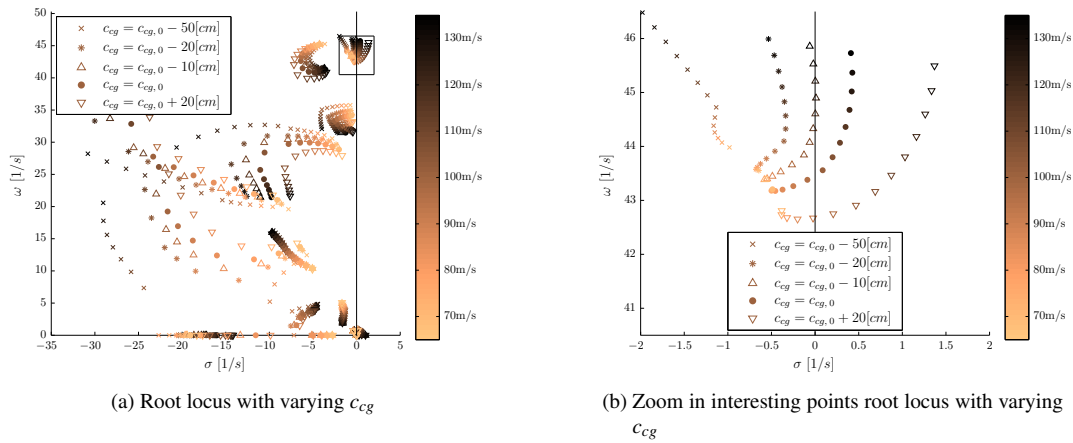 50
45
40
35
30
25
20
15
10
5
0
ω [1/s]
−35
−30
−25
−20
−15
−10
−5
0
5
σ [1/s]
× c_cg = c_cg, 0 − 50[cm]
∗ c_cg = c_cg, 0 − 20[cm]
△ c_cg = c_cg, 0 − 10[cm]
● c_cg = c_cg, 0
▽ c_cg = c_cg, 0 + 20[cm]
130m/s
120m/s
110m/s
100m/s
90m/s
80m/s
70m/s
(a) Root locus with varying c_cg
46
45
44
43
42
41
ω [1/s]
−2
−1.5
−1
−0.5
0
0.5
1
1.5
2
σ [1/s]
× c_cg = c_cg, 0 − 50[cm]
∗ c_cg = c_cg, 0 − 20[cm]
△ c_cg = c_cg, 0 − 10[cm]
● c_cg = c_cg, 0
▽ c_cg = c_cg, 0 + 20[cm]
130m/s
120m/s
110m/s
100m/s
90m/s
80m/s
70m/s
(b) Zoom in interesting points root locus with varying
c_cg